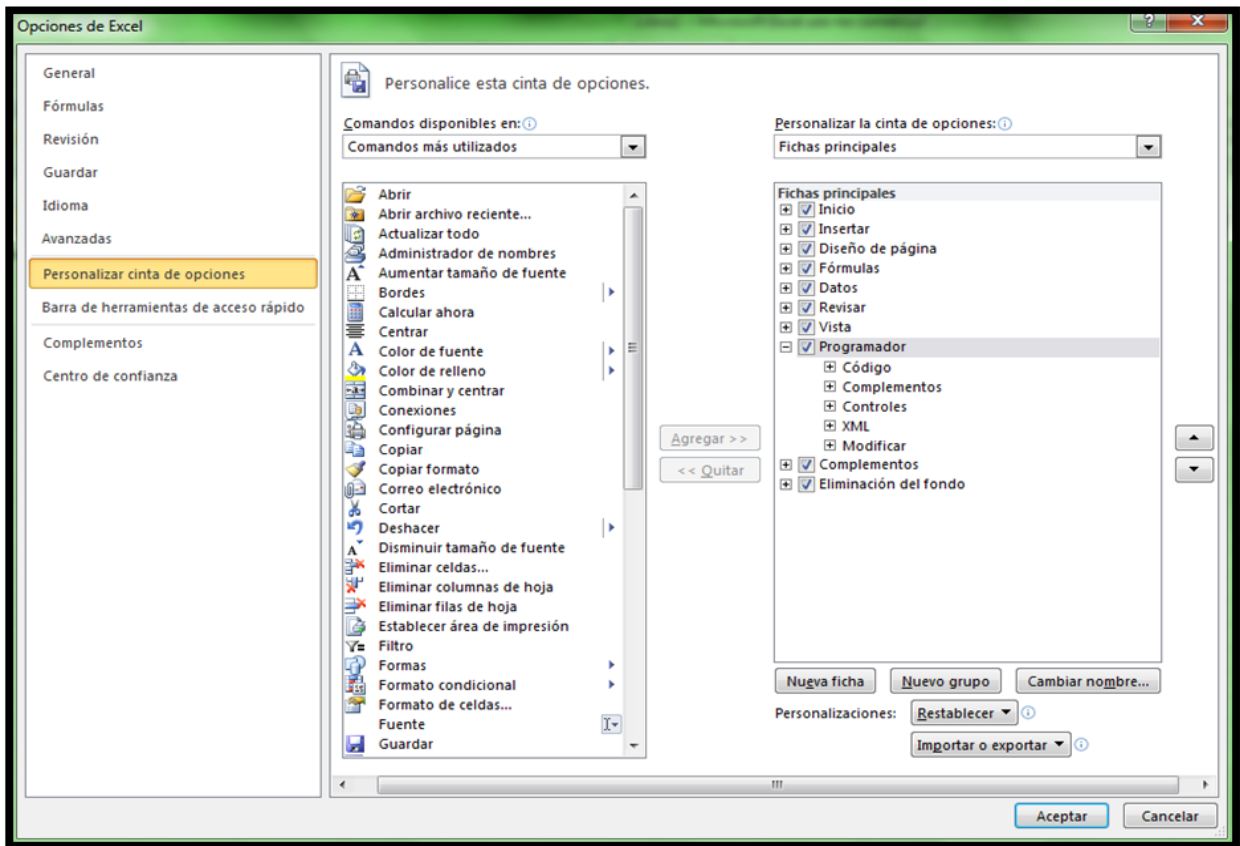 Opciones de Excel
General
Fórmulas
Revisión
Guardar
Idioma
Avanzadas
Personalizar cinta de opciones
Barra de herramientas de acceso rápido
Complementos
Centro de confianza
Personalice esta cinta de opciones.
Comandos disponibles en:
Comandos más utilizados
Abrir
Abrir archivo reciente...
Actualizar todo
Administrador de nombres
Aumentar tamaño de fuente
Bordes
Calcular ahora
Centrar
Color de fuente
Color de relleno
Combinar y centrar
Conexiones
Configurar página
Copiar
Copiar formato
Correo electrónico
Cortar
Deshacer
Disminuir tamaño de fuente
Eliminar celdas...
Eliminar columnas de hoja
Eliminar filas de hoja
Establecer área de impresión
Filtro
Formas
Formato condicional
Formato de celdas...
Fuente
Guardar
Agregar >>
<< Quitar
Personalizar la cinta de opciones:
Fichas principales
Fichas principales
Inicio
Insertar
Diseño de página
Fórmulas
Datos
Revisar
Vista
Programador
Código
Complementos
Controles
XML
Modificar
Complementos
Eliminación del fondo
Nueva ficha
Nuevo grupo
Cambiar nombre...
Personalizaciones:
Restablecer
Importar o exportar
Aceptar
Cancelar